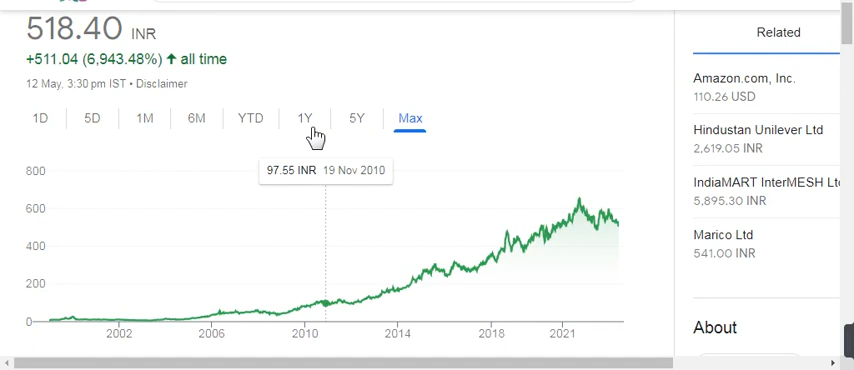 518.40 INR
+511.04 (6,943.48%) ↑ all time
12 May, 3:30 pm IST • Disclaimer
1D 5D 1M 6M YTD 1Y 5Y Max
97.55 INR 19 Nov 2010
800
600
400
200
0
2002 2006 2010 2014 2018 2021
Related
Amazon.com, Inc.
110.26 USD
Hindustan Unilever Ltd
2,619.05 INR
IndiaMART InterMESH Ltd
5,895.30 INR
Marico Ltd
541.00 INR
About